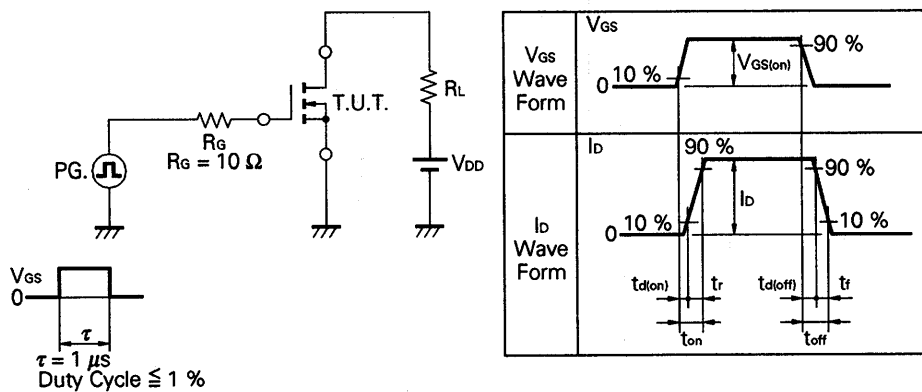 T.U.T.
RL
RG
RG = 10 Ω
PG.
VDD
VGS
0
τ
τ = 1 μs
Duty Cycle ≦ 1 %
VGS
Wave
Form
VGS
90 %
10 %
VGS(on)
0
ID
Wave
Form
ID
90 %
90 %
10 %
ID
10 %
0
td(on)
tr
td(off)
tf
ton
toff